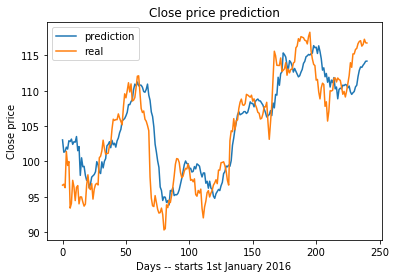 Close price prediction
prediction
real
Close price
115
110
105
100
95
90
0
50
100
150
200
250
Days -- starts 1st January 2016